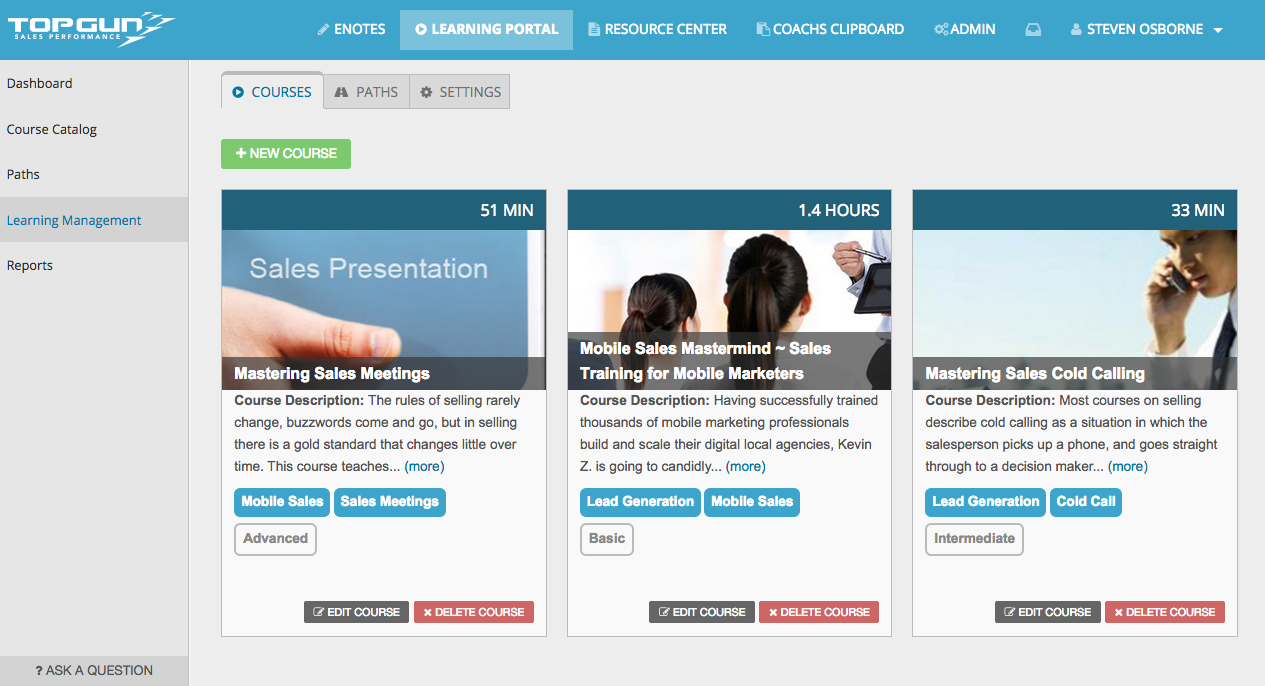 TOPGUN
SALES PERFORMANCE
ENOTES
LEARNING PORTAL
RESOURCE CENTER
COACHS CLIPBOARD
ADMIN
STEVEN OSBORNE
Dashboard
Course Catalog
Paths
Learning Management
Reports
? ASK A QUESTION
COURSES
PATHS
SETTINGS
+ NEW COURSE
51 MIN
Sales Presentation
Mastering Sales Meetings
Course Description: The rules of selling rarely
change, buzzwords come and go, but in selling
there is a gold standard that changes little over
time. This course teaches... (more)
Mobile Sales
Sales Meetings
Advanced
EDIT COURSE
DELETE COURSE
1.4 HOURS
Mobile Sales Mastermind ~ Sales
Training for Mobile Marketers
Course Description: Having successfully trained
thousands of mobile marketing professionals
build and scale their digital local agencies, Kevin
Z. is going to candidly... (more)
Lead Generation
Mobile Sales
Basic
EDIT COURSE
DELETE COURSE
33 MIN
Mastering Sales Cold Calling
Course Description: Most courses on selling
describe cold calling as a situation in which the
salesperson picks up a phone, and goes straight
through to a decision maker... (more)
Lead Generation
Cold Call
Intermediate
EDIT COURSE
DELETE COURSE